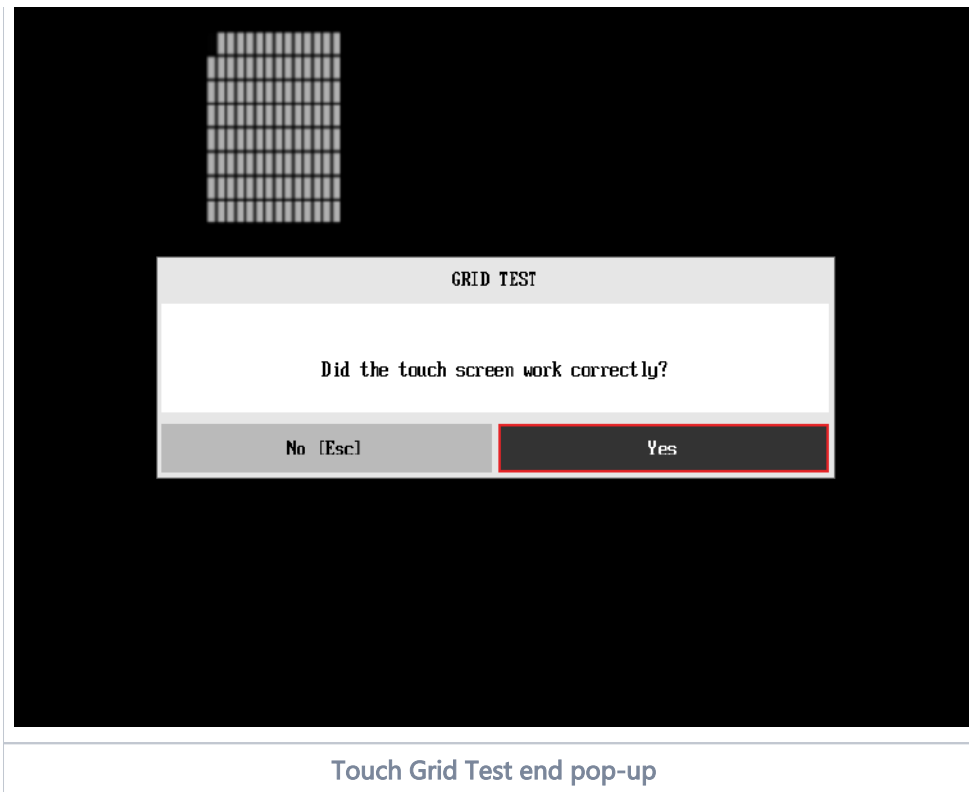 GRID TEST
Did the touch screen work correctly?
No [Esc]
Yes
Touch Grid Test end pop-up